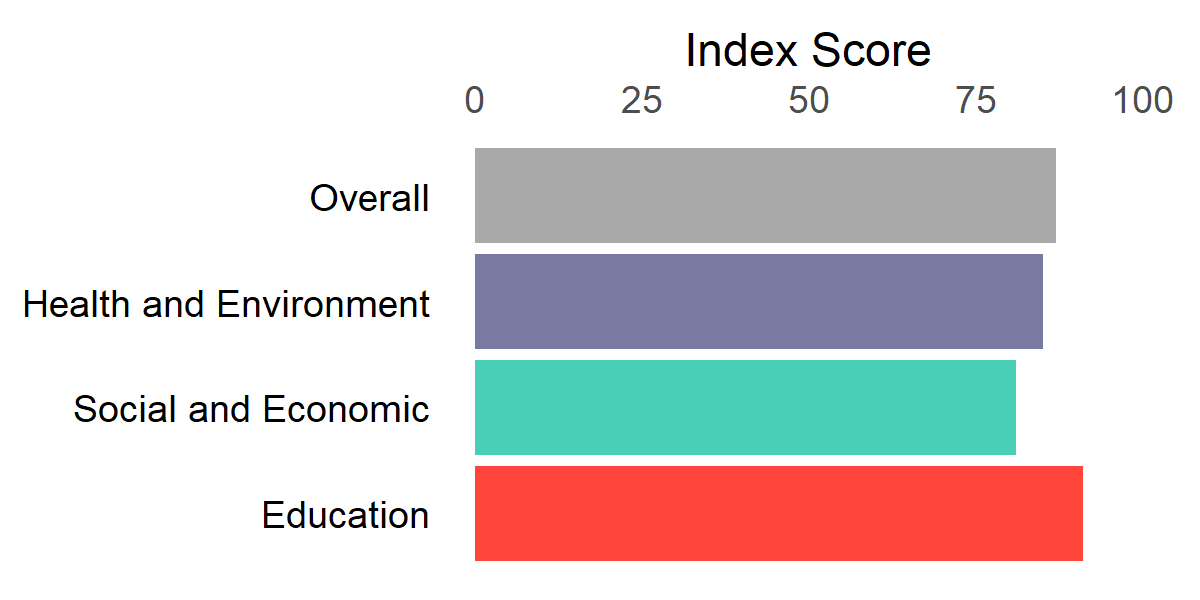 Index Score
0 25 50 75 100
Overall
Health and Environment
Social and Economic
Education